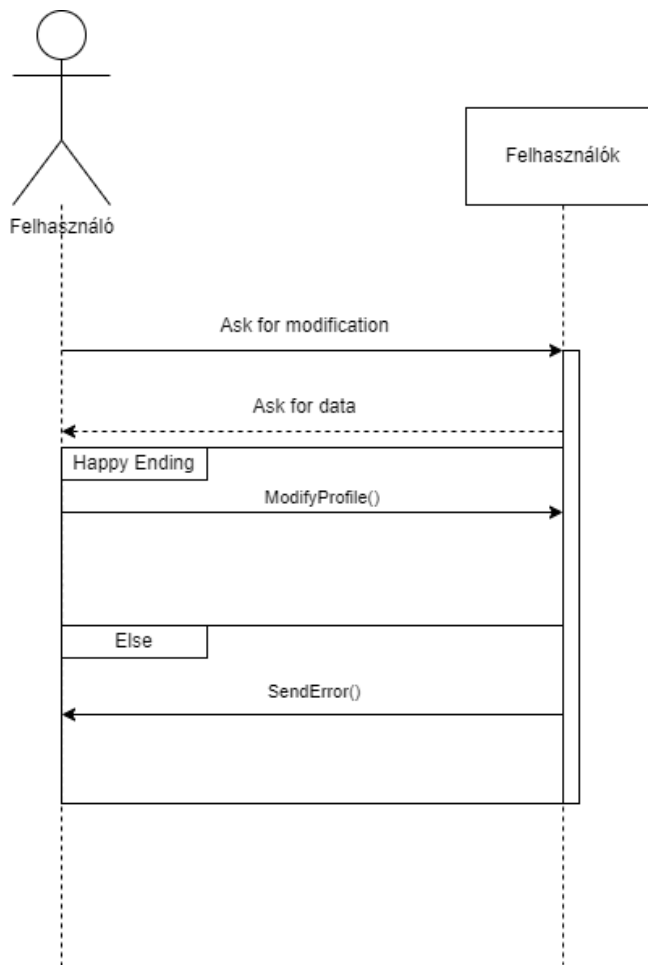 Felhasználók
Felhasználó
Ask for modification
Ask for data
Happy Ending
ModifyProfile()
Else
SendError()